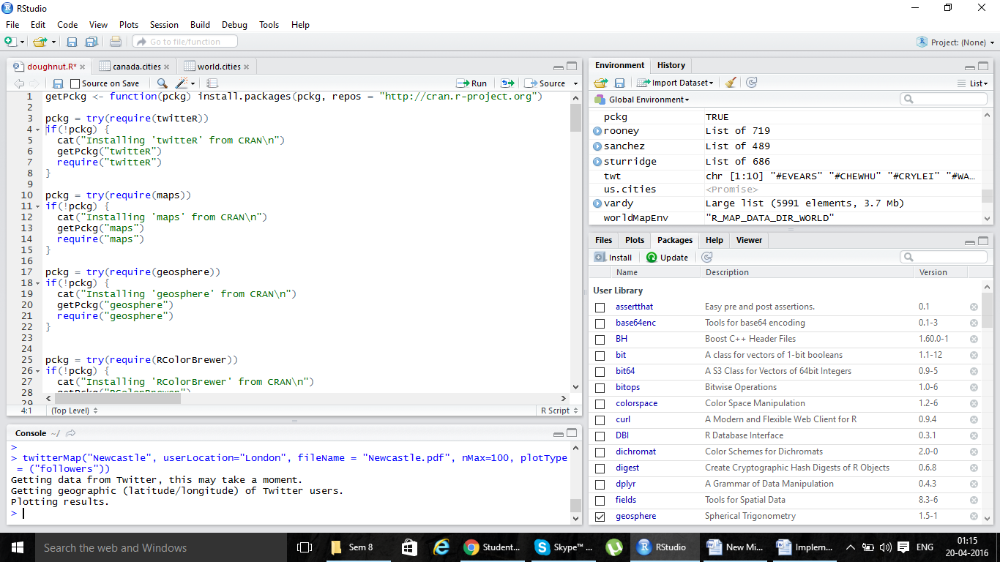 RStudio
File Edit Code View Plots Session Build Debug Tools Help
Go to file/function
Project: (None)
doughnut.R* canada.cities world.cities
Source on Save Run Source
1 getPckg <- function(pckg) install.packages(pckg, repos = "http://cran.r-project.org")
2
3 pckg = try(require(twitteR))
4 if(!pckg) {
5 cat("Installing 'twitteR' from CRAN\n")
6 getPckg("twitteR")
7 require("twitteR")
8 }
9
10 pckg = try(require(maps))
11 if(!pckg) {
12 cat("Installing 'maps' from CRAN\n")
13 getPckg("maps")
14 require("maps")
15 }
16
17 pckg = try(require(geosphere))
18 if(!pckg) {
19 cat("Installing 'geosphere' from CRAN\n")
20 getPckg("geosphere")
21 require("geosphere")
22 }
23
24
25 pckg = try(require(RColorBrewer))
26 if(!pckg) {
27 cat("Installing 'RColorBrewer' from CRAN\n")
28 getPckg("RColorBrewer")
29
4:1 (Top Level) R Script
Console ~/
>
> twitterMap("Newcastle", userLocation="London", fileName = "Newcastle.pdf", nMax=100, plotType
= ("followers"))
Getting data from Twitter, this may take a moment.
Getting geographic (latitude/longitude) of Twitter users.
Plotting results.
>
Environment History
Import Dataset List
Global Environment
pckg TRUE
rooney List of 719
sanchez List of 489
sturridge List of 686
twt chr [1:10] "#EVEARS" "#CHEWHU" "#CRYLEI" "#WA...
us.cities <Promise>
vardy Large list (5991 elements, 3.7 Mb)
worldMapEnv "R_MAP_DATA_DIR_WORLD"
Files Plots Packages Help Viewer
Install Update
Name Description Version
User Library
assertthat Easy pre and post assertions. 0.1
base64enc Tools for base64 encoding 0.1-3
BH Boost C++ Header Files 1.60.0-1
bit A class for vectors of 1-bit booleans 1.1-12
bit64 A S3 Class for Vectors of 64bit Integers 0.9-5
bitops Bitwise Operations 1.0-6
colorspace Color Space Manipulation 1.2-6
curl A Modern and Flexible Web Client for R 0.9.4
DBI R Database Interface 0.3.1
dichromat Color Schemes for Dichromats 2.0-0
digest Create Cryptographic Hash Digests of R Objects 0.6.8
dplyr A Grammar of Data Manipulation 0.4.3
fields Tools for Spatial Data 8.3-6
geosphere Spherical Trigonometry 1.5-1
Search the web and Windows Sem 8 Student... Skype™ ... RStudio New Mi... Implem... ENG 01:15
20-04-2016